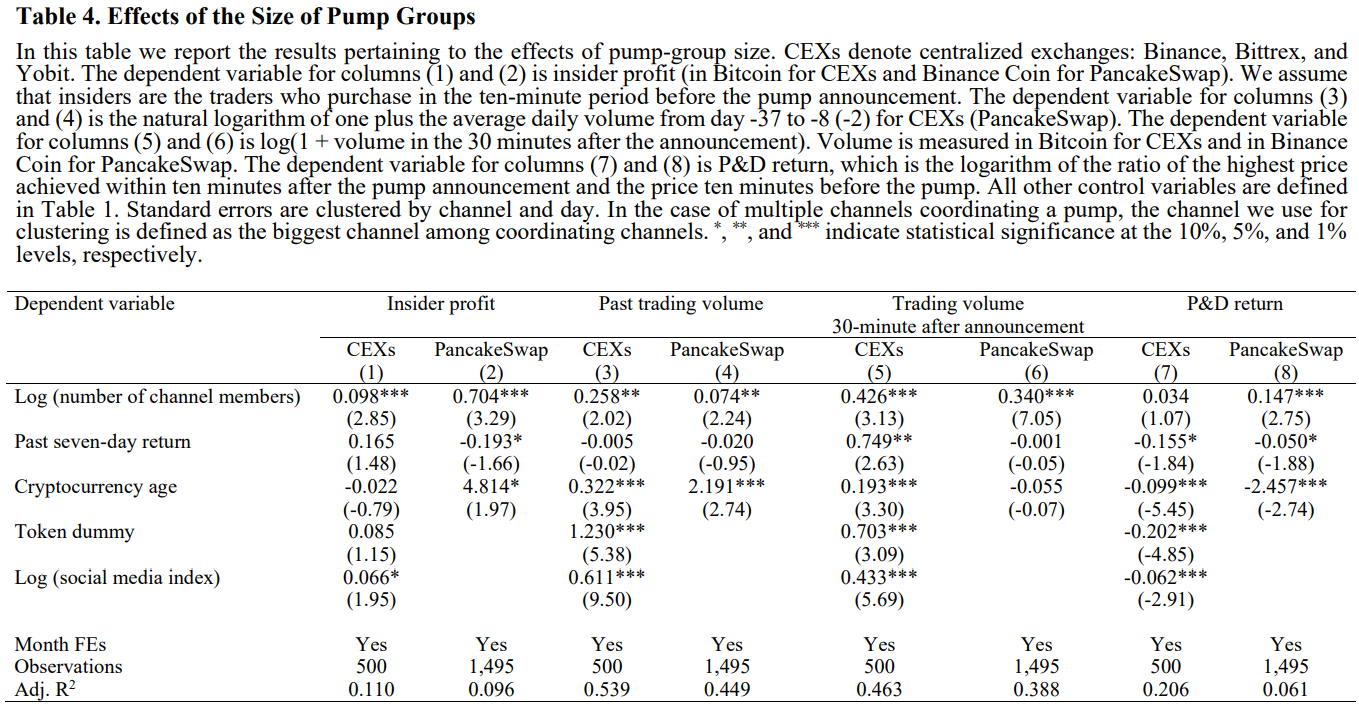 Table 4. Effects of the Size of Pump Groups
In this table we report the results pertaining to the effects of pump-group size. CEXs denote centralized exchanges: Binance, Bittrex, and
Yobit. The dependent variable for columns (1) and (2) is insider profit (in Bitcoin for CEXs and Binance Coin for PancakeSwap). We assume
that insiders are the traders who purchase in the ten-minute period before the pump announcement. The dependent variable for columns (3)
and (4) is the natural logarithm of one plus the average daily volume from day -37 to -8 (-2) for CEXs (PancakeSwap). The dependent variable
for columns (5) and (6) is log(1 + volume in the 30 minutes after the announcement). Volume is measured in Bitcoin for CEXs and in Binance
Coin for PancakeSwap. The dependent variable for columns (7) and (8) is P&D return, which is the logarithm of the ratio of the highest price
achieved within ten minutes after the pump announcement and the price ten minutes before the pump. All other control variables are defined
in Table 1. Standard errors are clustered by channel and day. In the case of multiple channels coordinating a pump, the channel we use for
clustering is defined as the biggest channel among coordinating channels. *, **, and *** indicate statistical significance at the 10%, 5%, and 1%
levels, respectively.
Dependent variable Insider profit Past trading volume Trading volume P&D return
30-minute after announcement
CEXs PancakeSwap CEXs PancakeSwap CEXs PancakeSwap CEXs PancakeSwap
(1) (2) (3) (4) (5) (6) (7) (8)
Log (number of channel members) 0.098*** 0.704*** 0.258** 0.074** 0.426*** 0.340*** 0.034 0.147***
(2.85) (3.29) (2.02) (2.24) (3.13) (7.05) (1.07) (2.75)
Past seven-day return 0.165 -0.193* -0.005 -0.020 0.749** -0.001 -0.155* -0.050*
(1.48) (-1.66) (-0.02) (-0.95) (2.63) (-0.05) (-1.84) (-1.88)
Cryptocurrency age -0.022 4.814* 0.322*** 2.191*** 0.193*** -0.055 -0.099*** -2.457***
(-0.79) (1.97) (3.95) (2.74) (3.30) (-0.07) (-5.45) (-2.74)
Token dummy 0.085 1.230*** 0.703*** -0.202***
(1.15) (5.38) (3.09) (-4.85)
Log (social media index) 0.066* 0.611*** 0.433*** -0.062***
(1.95) (9.50) (5.69) (-2.91)
Month FEs Yes Yes Yes Yes Yes Yes Yes Yes
Observations 500 1,495 500 1,495 500 1,495 500 1,495
Adj. R² 0.110 0.096 0.539 0.449 0.463 0.388 0.206 0.061